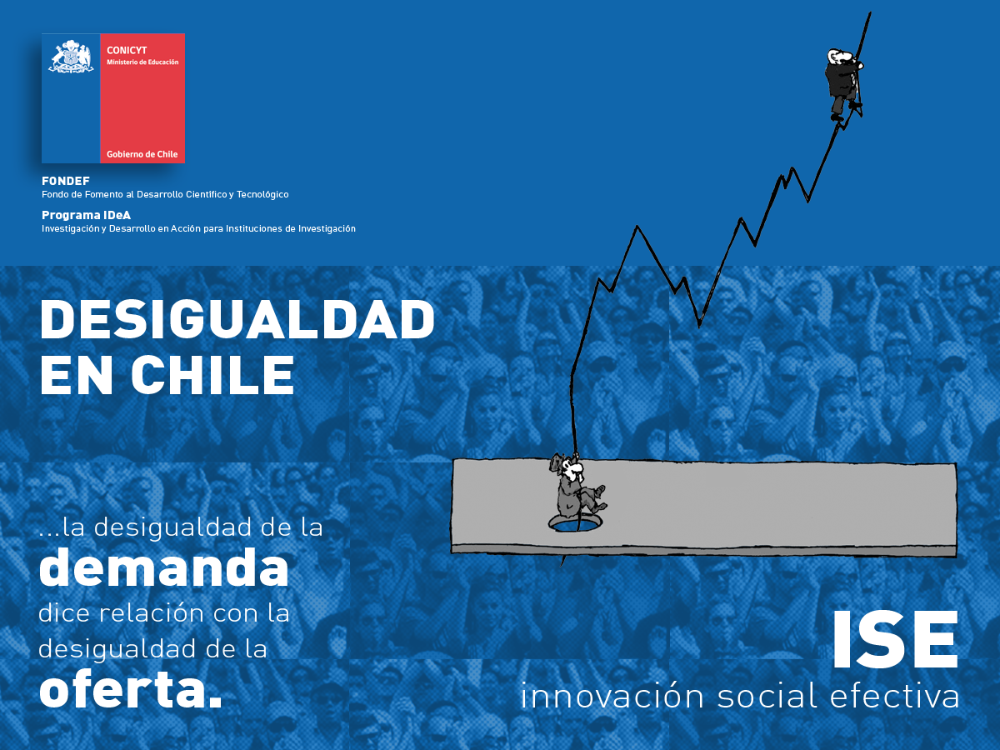 CONICYT
Ministerio de Educación
Gobierno de Chile
FONDEF
Fondo de Fomento al Desarrollo Científico y Tecnológico
Programa IDeA
Investigación y Desarrollo en Acción para Instituciones de Investigación
DESIGUALDAD
EN CHILE
...la desigualdad de la
demanda
dice relación con la
desigualdad de la
oferta.
ISE
innovación social efectiva